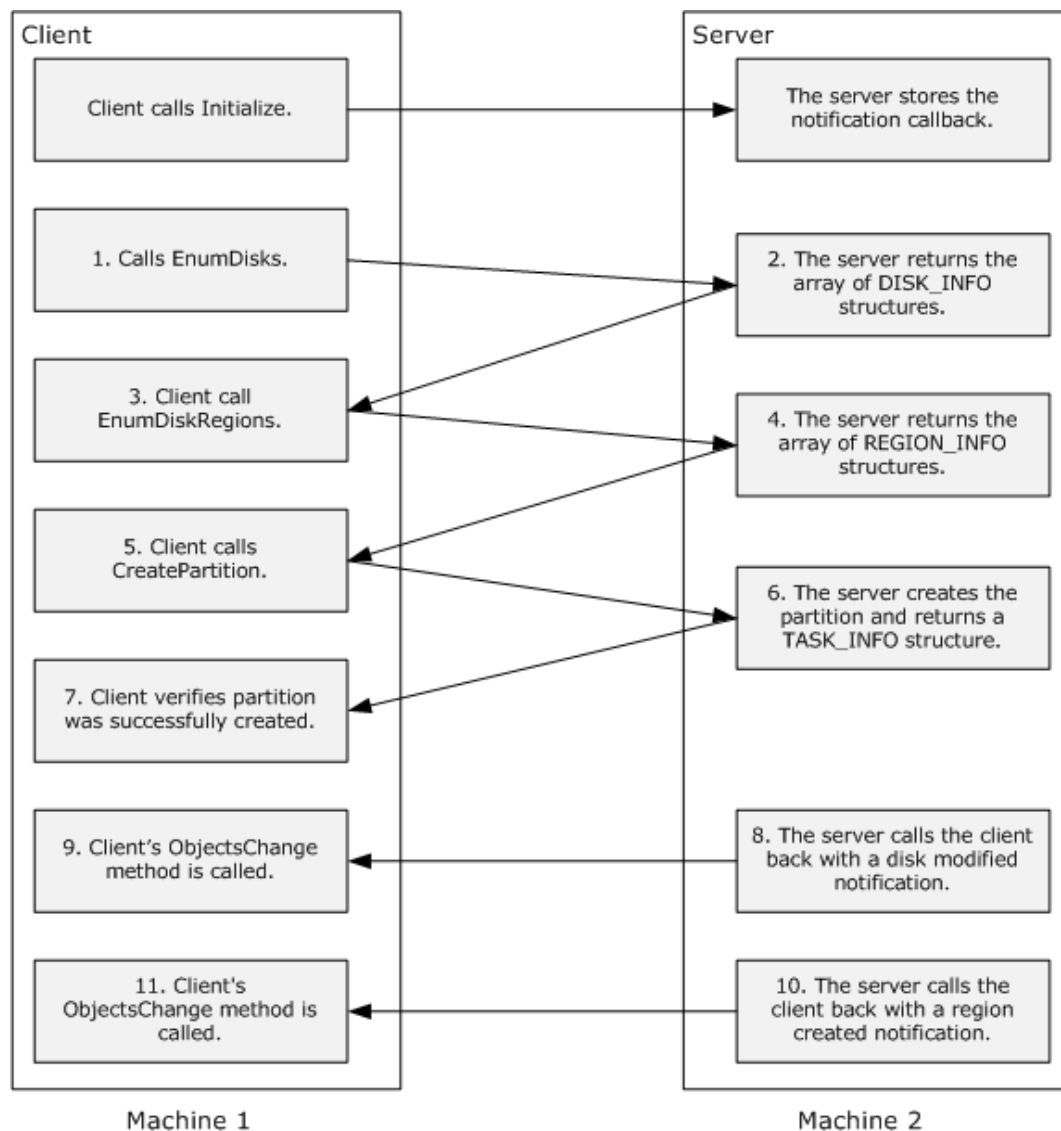 Client
Server
Client calls Initialize.
The server stores the
notification callback.
1. Calls EnumDisks.
2. The server returns the
array of DISK_INFO
structures.
3. Client call
EnumDiskRegions.
4. The server returns the
array of REGION_INFO
structures.
5. Client calls
CreatePartition.
6. The server creates the
partition and returns a
TASK_INFO structure.
7. Client verifies partition
was successfully created.
8. The server calls the client
back with a disk modified
notification.
9. Client’s ObjectsChange
method is called.
10. The server calls the
client back with a region
created notification.
11. Client's
ObjectsChange method is
called.
Machine 1
Machine 2